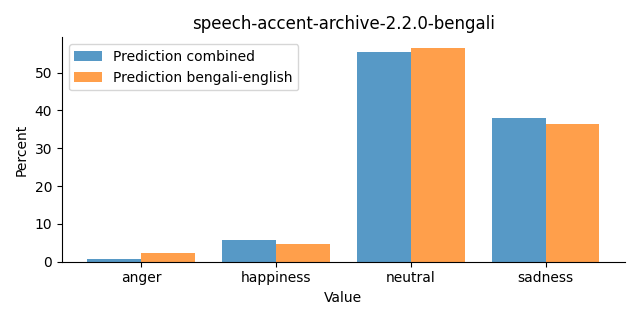 speech-accent-archive-2.2.0-bengali
Prediction combined
Prediction bengali-english
Percent
50
40
30
20
10
0
anger happiness neutral sadness
Value